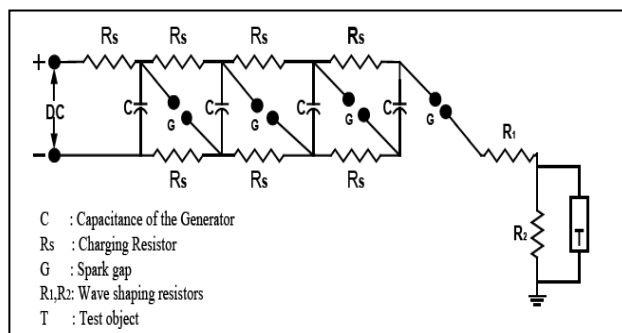 Rs Rs Rs Rs
+
DC
C C C C
G G G G
−
R1
Rs Rs Rs
R2 T
C : Capacitance of the Generator
Rs : Charging Resistor
G : Spark gap
R1,R2: Wave shaping resistors
T : Test object